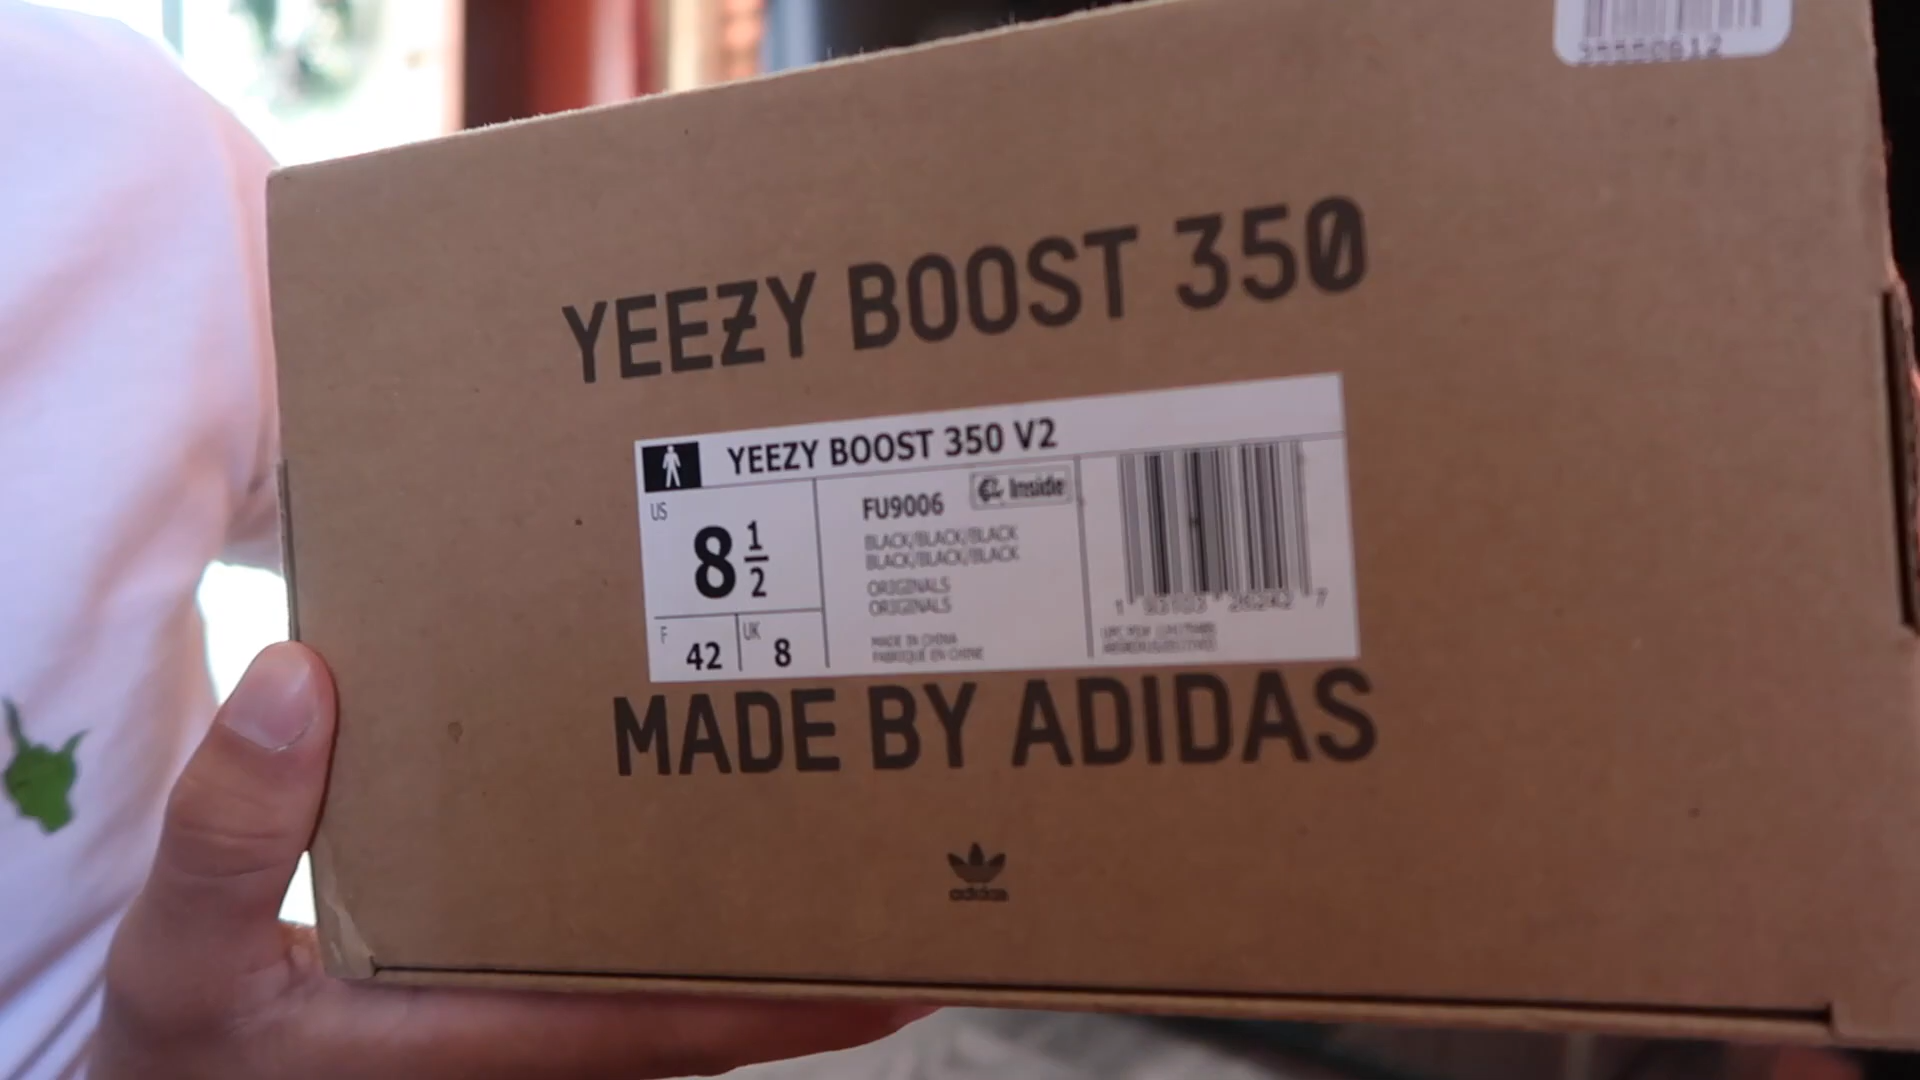 YEEZY BOOST 350
YEEZY BOOST 350 V2
US
8 1/2
F 42
UK 8
FU9006
Inside
BLACK/BLACK/BLACK
BLACK/BLACK/BLACK
ORIGINALS
ORIGINALS
MADE IN CHINA
FABRIQUE EN CHINE
MADE BY ADIDAS
adidas